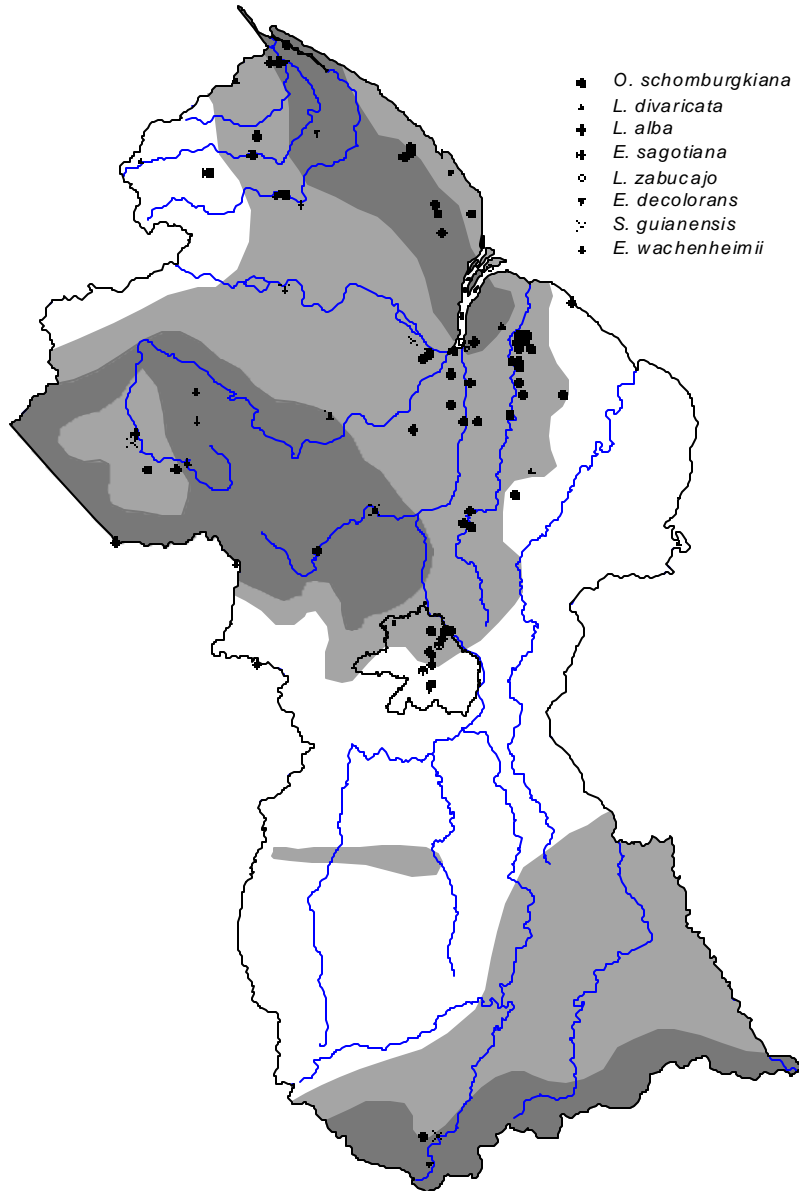 O. schomburgkiana
L. divaricata
L. alba
E. sagotiana
L. zabucajo
E. decolorans
S. guianensis
E. wachenheimii